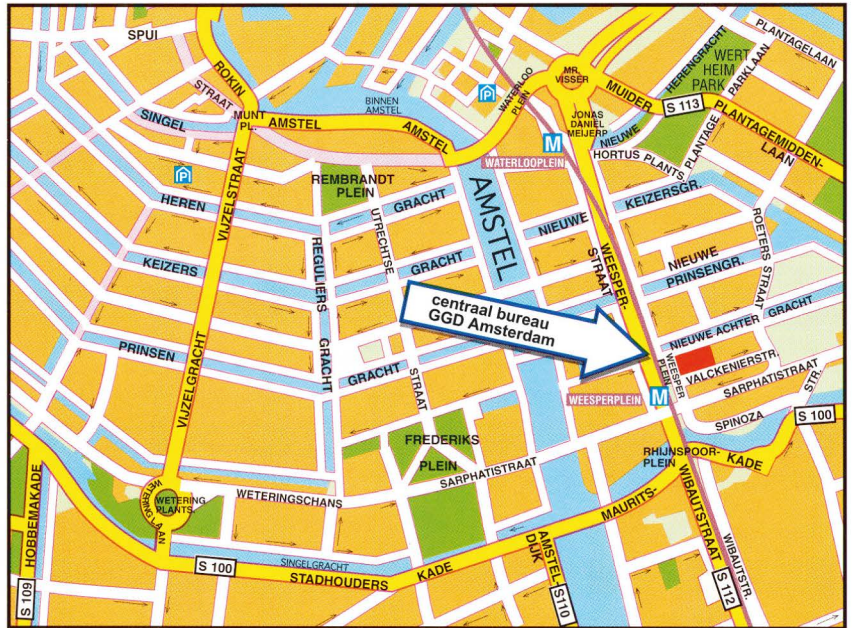 SPUI
ROKIN
STRAAT
SINGEL
MUNT
PL.
AMSTEL
BINNEN
AMSTEL
AMSTEL
WATERLOO
PLEIN
MR.
VISSER
MUIDER
S 113
HERENGRACHT
WERT
HEIM
PARK
PARKLAAN
PLANTAGELAAN
PLANTAGE
PLANTAGEMIDDEN-
LAAN
JONAS
DANIEL
MEIJERP
NIEUWE
HORTUS PLANTS.
P
P
M
WATERLOOPLEIN
REMBRANDT
PLEIN
HEREN
GRACHT
KEIZERS
GRACHT
PRINSEN
GRACHT
VIJZELSTRAAT
VIJZELGRACHT
REGULIERS
GRACHT
UTRECHTSE
STRAAT
AMSTEL
NIEUWE
KEIZERSGR.
NIEUWE
PRINSENGR.
ROETERS STRAAT
WEESPER-
STRAAT
centraal bureau
GGD Amsterdam
NIEUWE ACHTER GRACHT
WEESPER
PLEIN
VALCKENIERSTR.
SARPHATISTRAAT
STR.
SPINOZA
S 100
M
WEESPERPLEIN
FREDERIKS
PLEIN
SARPHATISTRAAT
RHIJNSPOOR-
PLEIN
KADE
MAURITS-
WIBAUTSTRAAT
WIBAUTSTR.
S 112
WETERINGSCHANS
WETERING
PLANTS.
HOBBEMAKADE
S 109
S 100
SINGELGRACHT
STADHOUDERS
KADE
AMSTEL-
DIJK
S110